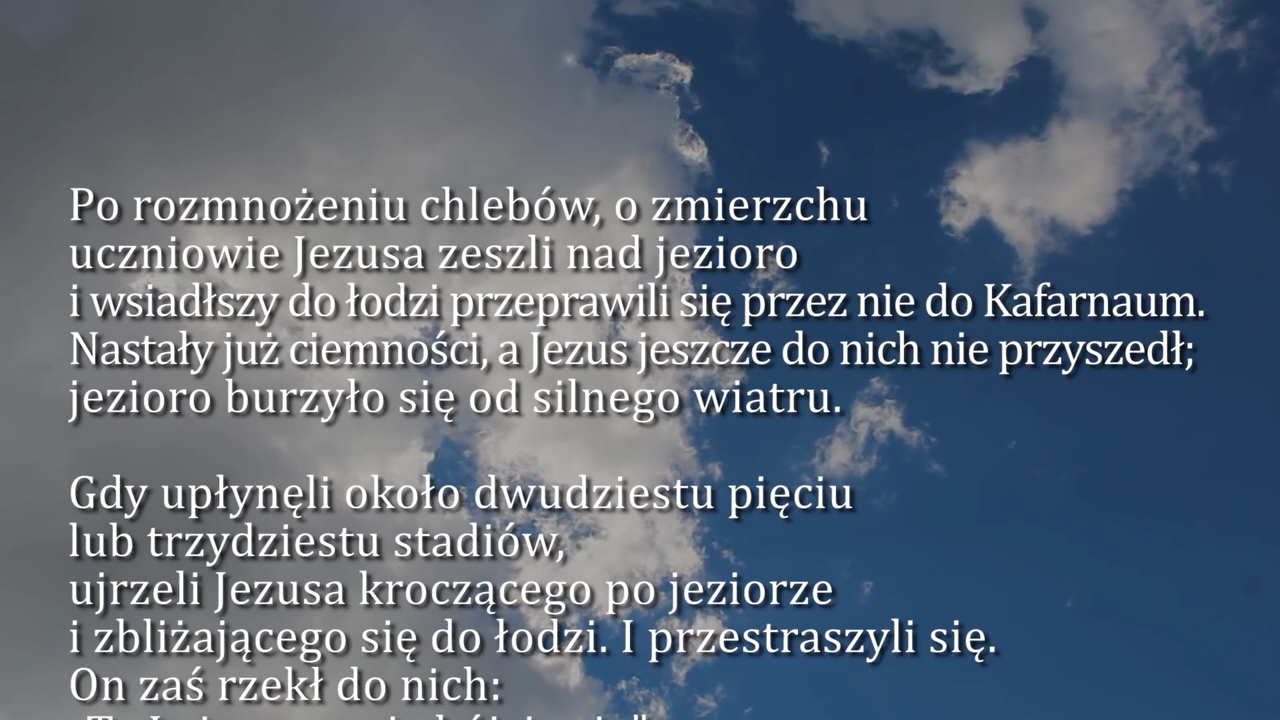 Po rozmnożeniu chlebów, o zmierzchu
uczniowie Jezusa zeszli nad jezioro
i wsiadłszy do łodzi przeprawili się przez nie do Kafarnaum.
Nastały już ciemności, a Jezus jeszcze do nich nie przyszedł;
jezioro burzyło się od silnego wiatru.
Gdy upłynęli około dwudziestu pięciu
lub trzydziestu stadiów,
ujrzeli Jezusa kroczącego po jeziorze
i zbliżającego się do łodzi. I przestraszyli się.
On zaś rzekł do nich: